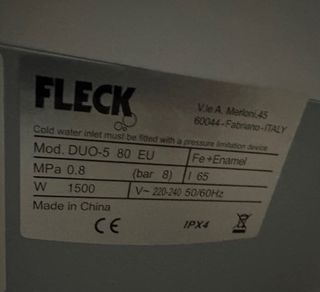 FLECK
V.le A. Merloni,45
60044-Fabriano-ITALY
Cold water inlet must be fitted with a pressure limitation device
Mod. DUO-5 80 EU
Fe+Enamel
MPa 0.8 (bar 8) l 65
W 1500 V~ 220-240 50/60Hz
Made in China
CE IPX4